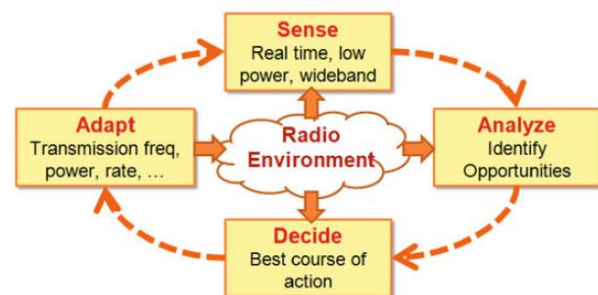 Sense
Real time, low
power, wideband
Adapt
Transmission freq,
power, rate, ...
Radio
Environment
Analyze
Identify
Opportunities
Decide
Best course of
action